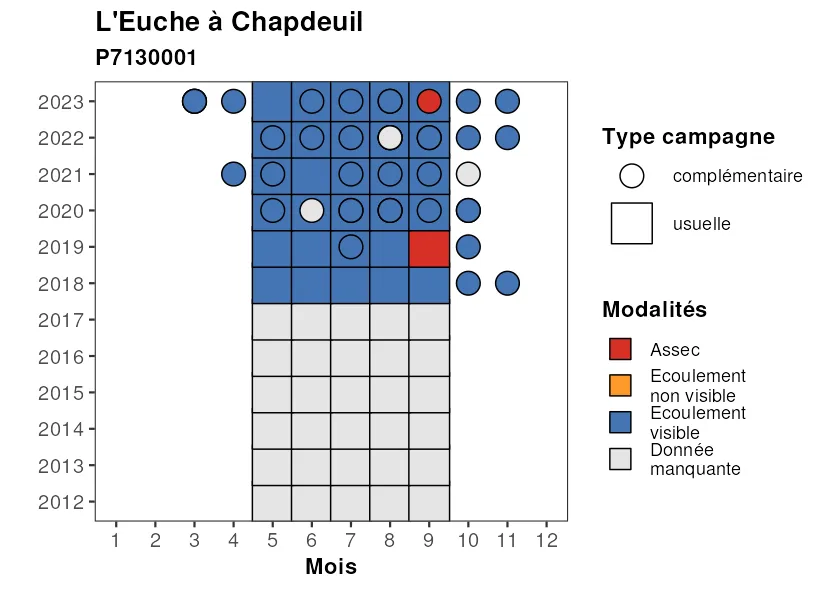 L'Euche à Chapdeuil
P7130001
2023
2022
2021
2020
2019
2018
2017
2016
2015
2014
2013
2012
1 2 3 4 5 6 7 8 9 10 11 12
Mois
Type campagne
complémentaire
usuelle
Modalités
Assec
Ecoulement
non visible
Ecoulement
visible
Donnée
manquante